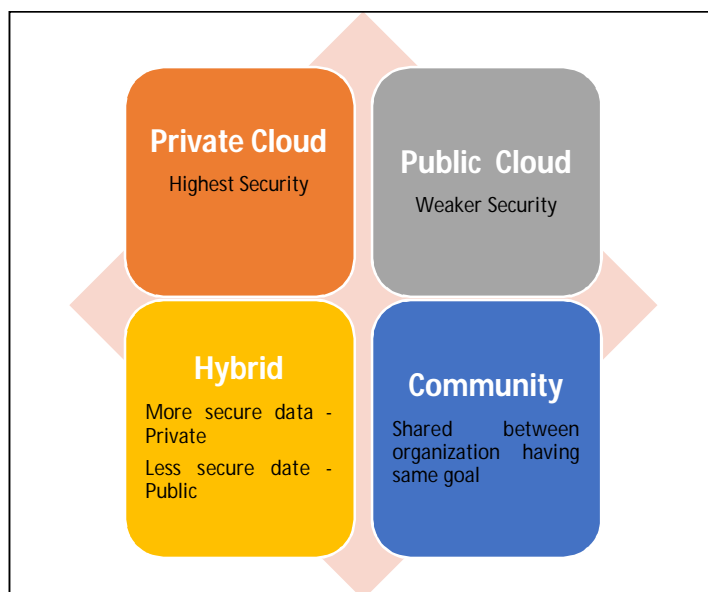 Private Cloud
Highest Security
Public Cloud
Weaker Security
Hybrid
More secure data -
Private
Less secure date -
Public
Community
Shared between
organization having
same goal